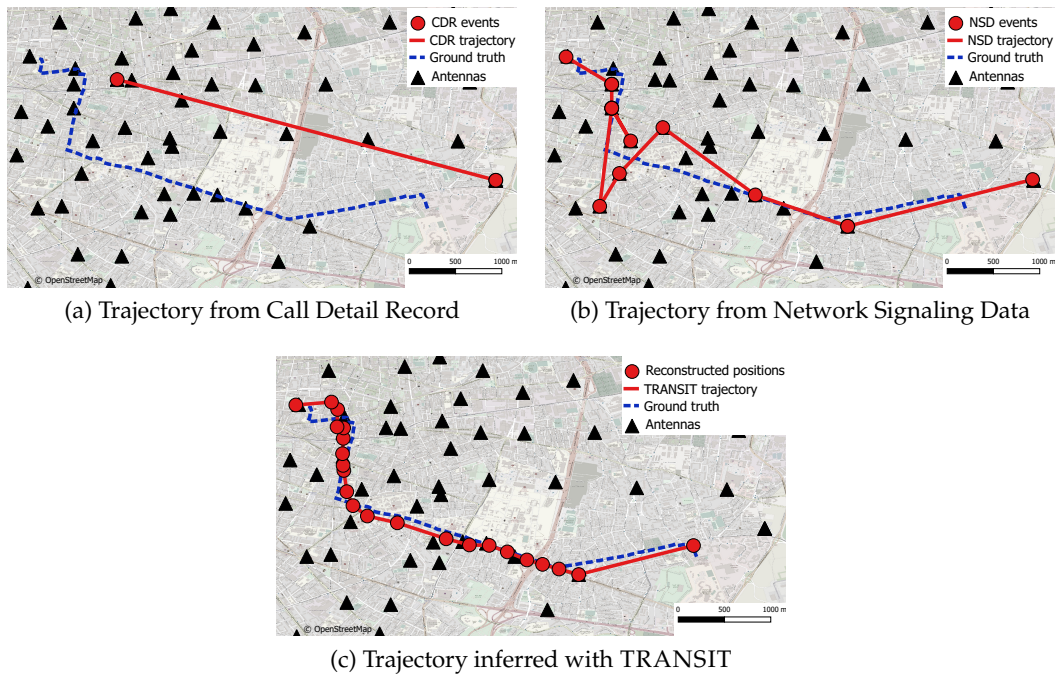 CDR events
CDR trajectory
Ground truth
Antennas
© OpenStreetMap
0 500 1000 m
(a) Trajectory from Call Detail Record
NSD events
NSD trajectory
Ground truth
Antennas
© OpenStreetMap
0 500 1000 m
(b) Trajectory from Network Signaling Data
Reconstructed positions
TRANSIT trajectory
Ground truth
Antennas
© OpenStreetMap
0 500 1000 m
(c) Trajectory inferred with TRANSIT